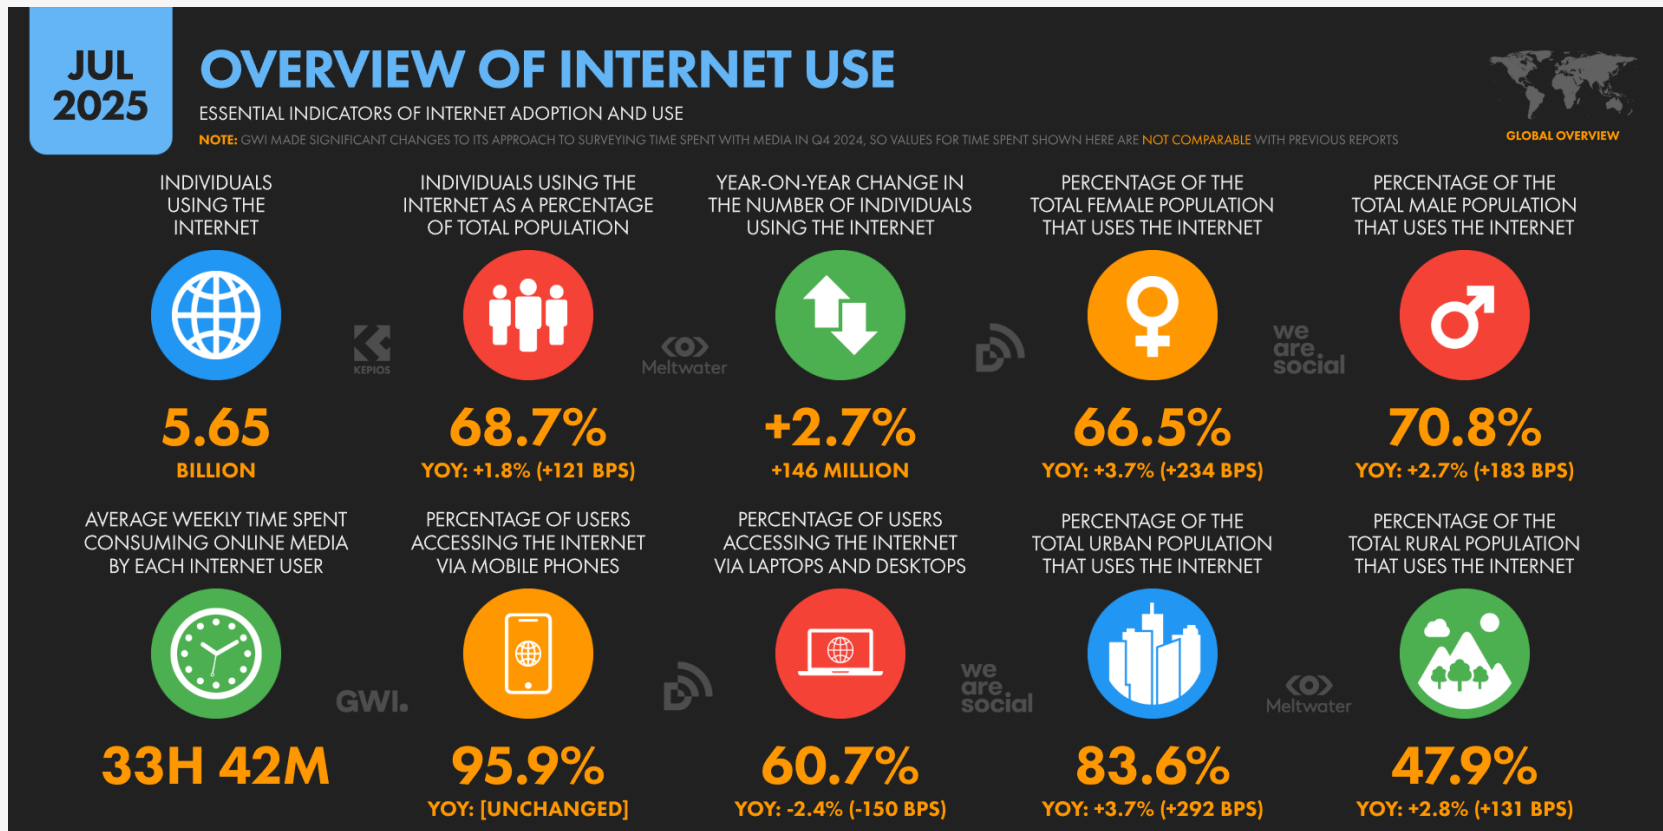 JUL
2025
OVERVIEW OF INTERNET USE
ESSENTIAL INDICATORS OF INTERNET ADOPTION AND USE
NOTE: GWI MADE SIGNIFICANT CHANGES TO ITS APPROACH TO SURVEYING TIME SPENT WITH MEDIA IN Q4 2024, SO VALUES FOR TIME SPENT SHOWN HERE ARE NOT COMPARABLE WITH PREVIOUS REPORTS
GLOBAL OVERVIEW
INDIVIDUALS
USING THE
INTERNET
5.65
BILLION
KEPIOS
INDIVIDUALS USING THE
INTERNET AS A PERCENTAGE
OF TOTAL POPULATION
68.7%
YOY: +1.8% (+121 BPS)
Meltwater
YEAR-ON-YEAR CHANGE IN
THE NUMBER OF INDIVIDUALS
USING THE INTERNET
+2.7%
+146 MILLION
PERCENTAGE OF THE
TOTAL FEMALE POPULATION
THAT USES THE INTERNET
66.5%
YOY: +3.7% (+234 BPS)
we
are.
social
PERCENTAGE OF THE
TOTAL MALE POPULATION
THAT USES THE INTERNET
70.8%
YOY: +2.7% (+183 BPS)
AVERAGE WEEKLY TIME SPENT
CONSUMING ONLINE MEDIA
BY EACH INTERNET USER
33H 42M
GWI.
PERCENTAGE OF USERS
ACCESSING THE INTERNET
VIA MOBILE PHONES
95.9%
YOY: [UNCHANGED]
PERCENTAGE OF USERS
ACCESSING THE INTERNET
VIA LAPTOPS AND DESKTOPS
60.7%
YOY: -2.4% (-150 BPS)
we
are.
social
PERCENTAGE OF THE
TOTAL URBAN POPULATION
THAT USES THE INTERNET
83.6%
YOY: +3.7% (+292 BPS)
Meltwater
PERCENTAGE OF THE
TOTAL RURAL POPULATION
THAT USES THE INTERNET
47.9%
YOY: +2.8% (+131 BPS)